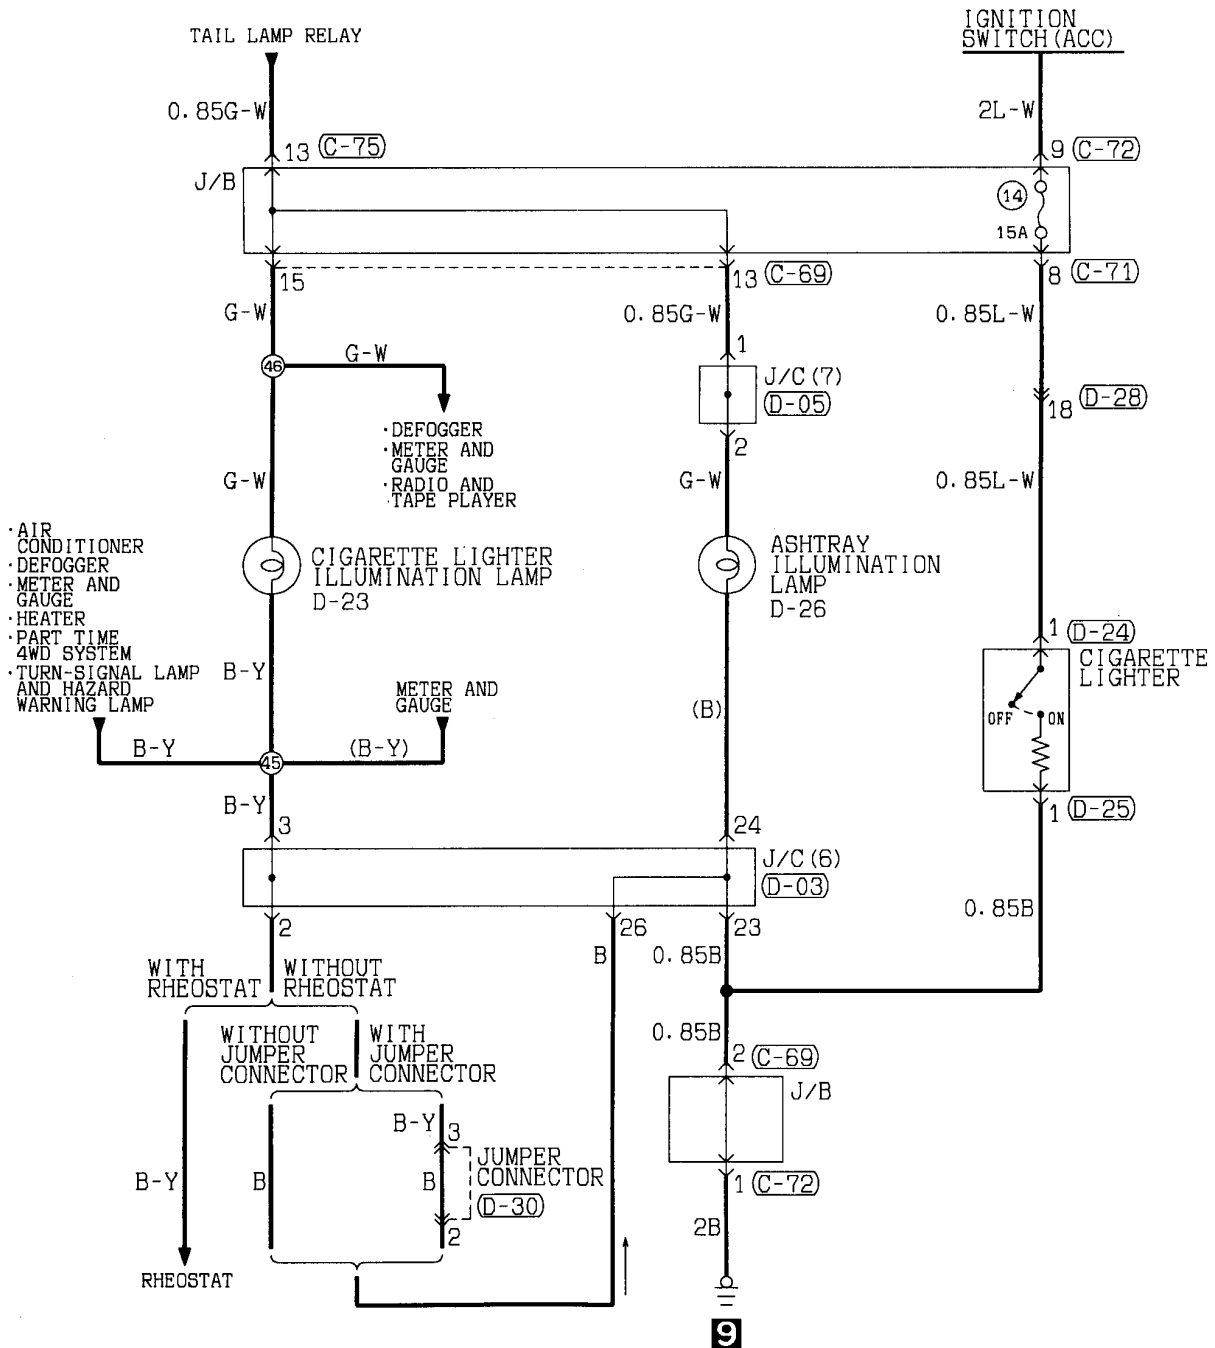 TAIL LAMP RELAY
IGNITION
SWITCH(ACC)
0.85G-W
2L-W
13 (C-75)
9 (C-72)
J/B
14
15A
15
13 (C-69)
8 (C-71)
G-W
0.85G-W
0.85L-W
G-W
1
46
J/C(7)
(D-05)
18 (D-28)
2
·DEFOGGER
·METER AND
GAUGE
·RADIO AND
TAPE PLAYER
G-W
G-W
0.85L-W
·AIR
CONDITIONER
·DEFOGGER
·METER AND
GAUGE
·HEATER
·PART TIME
4WD SYSTEM
·TURN-SIGNAL LAMP
AND HAZARD
WARNING LAMP
CIGARETTE LIGHTER
ILLUMINATION LAMP
D-23
ASHTRAY
ILLUMINATION
LAMP
D-26
1 (D-24)
CIGARETTE
LIGHTER
B-Y
METER AND
GAUGE
(B)
OFF
ON
B-Y
(B-Y)
45
B-Y
3
24
1 (D-25)
J/C(6)
(D-03)
0.85B
2
26
23
B
0.85B
WITH
RHEOSTAT
WITHOUT
RHEOSTAT
0.85B
WITHOUT
JUMPER
CONNECTOR
WITH
JUMPER
CONNECTOR
2 (C-69)
J/B
B-Y
3
JUMPER
CONNECTOR
(D-30)
B-Y
B
B
2
1 (C-72)
2B
RHEOSTAT
9